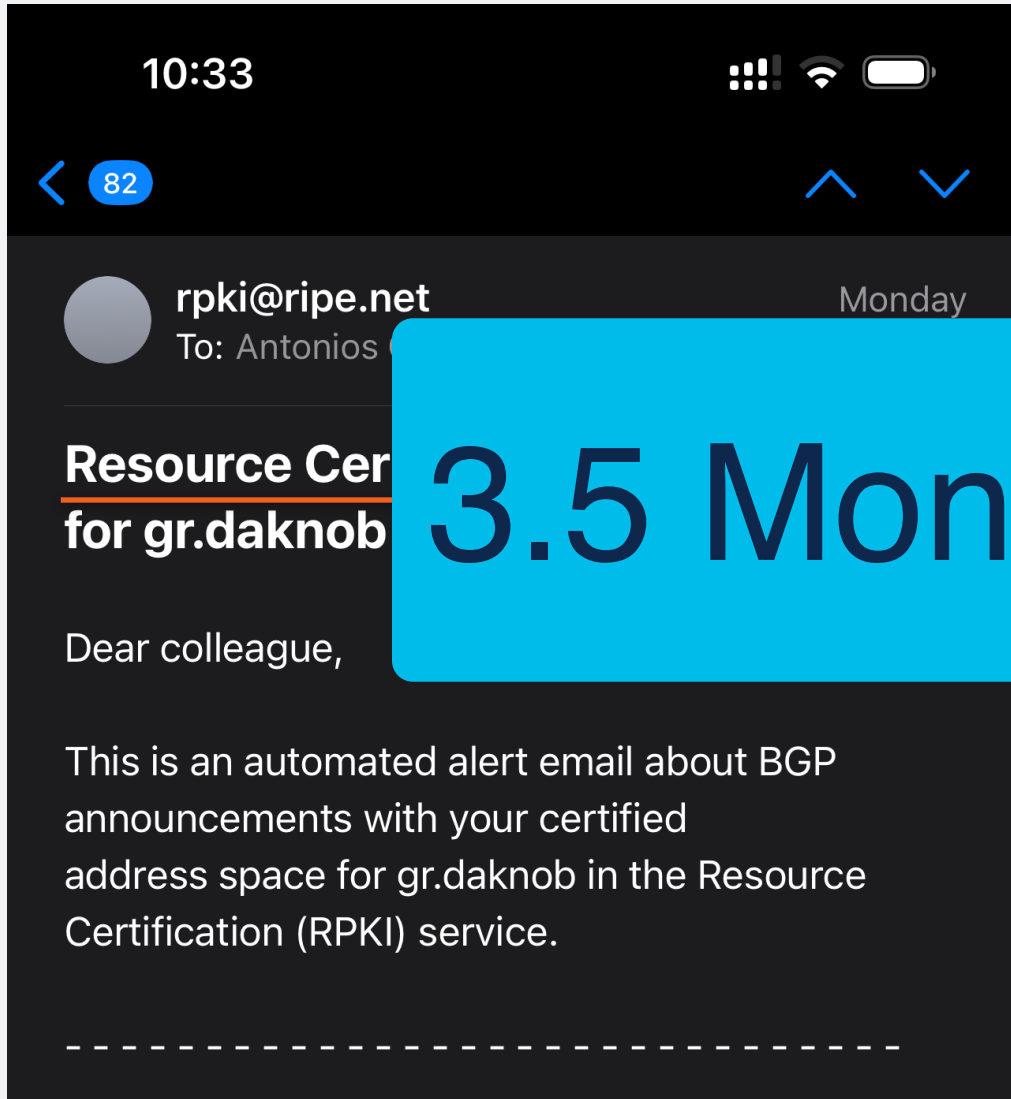 10:33
82
rpki@ripe.net
Monday
To: Antonios
Resource Cer
for gr.daknob
3.5 Mon
Dear colleague,
This is an automated alert email about BGP
announcements with your certified
address space for gr.daknob in the Resource
Certification (RPKI) service.
- - - - - - - - - - - - - - - - - - - - - - - - - - - - - -